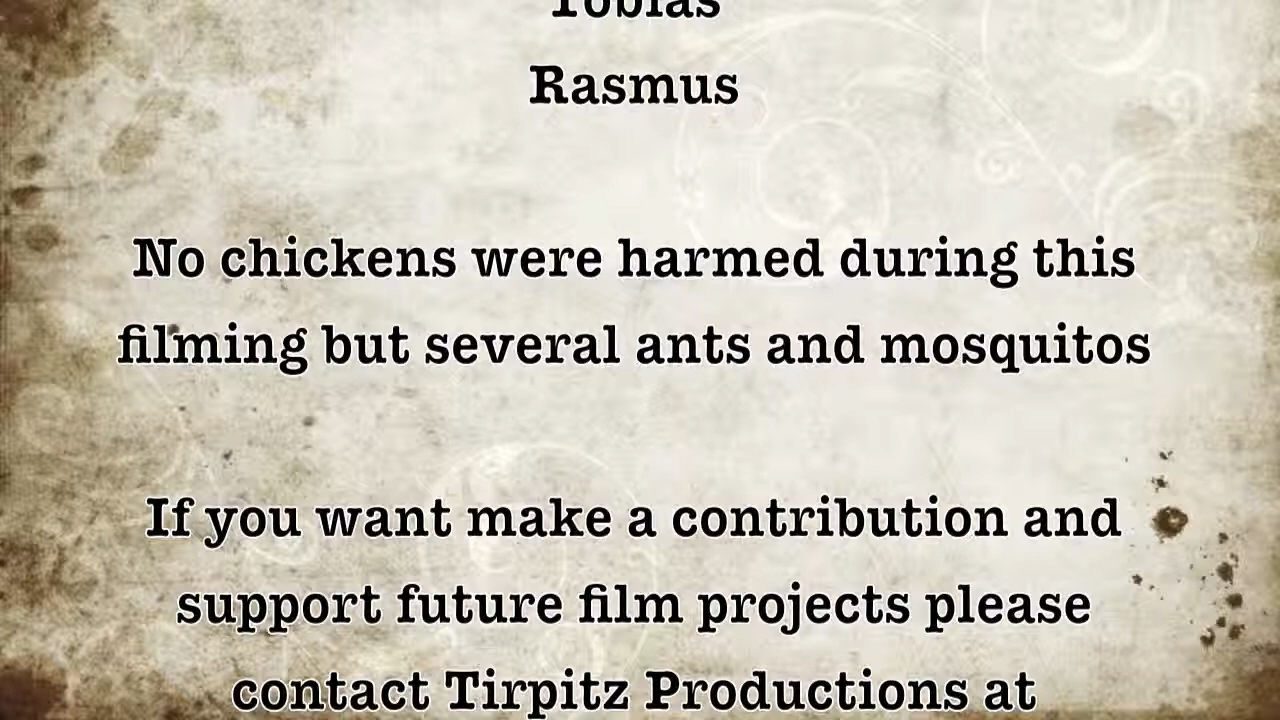 Tobias
Rasmus
No chickens were harmed during this
filming but several ants and mosquitos
If you want make a contribution and
support future film projects please
contact Tirpitz Productions at